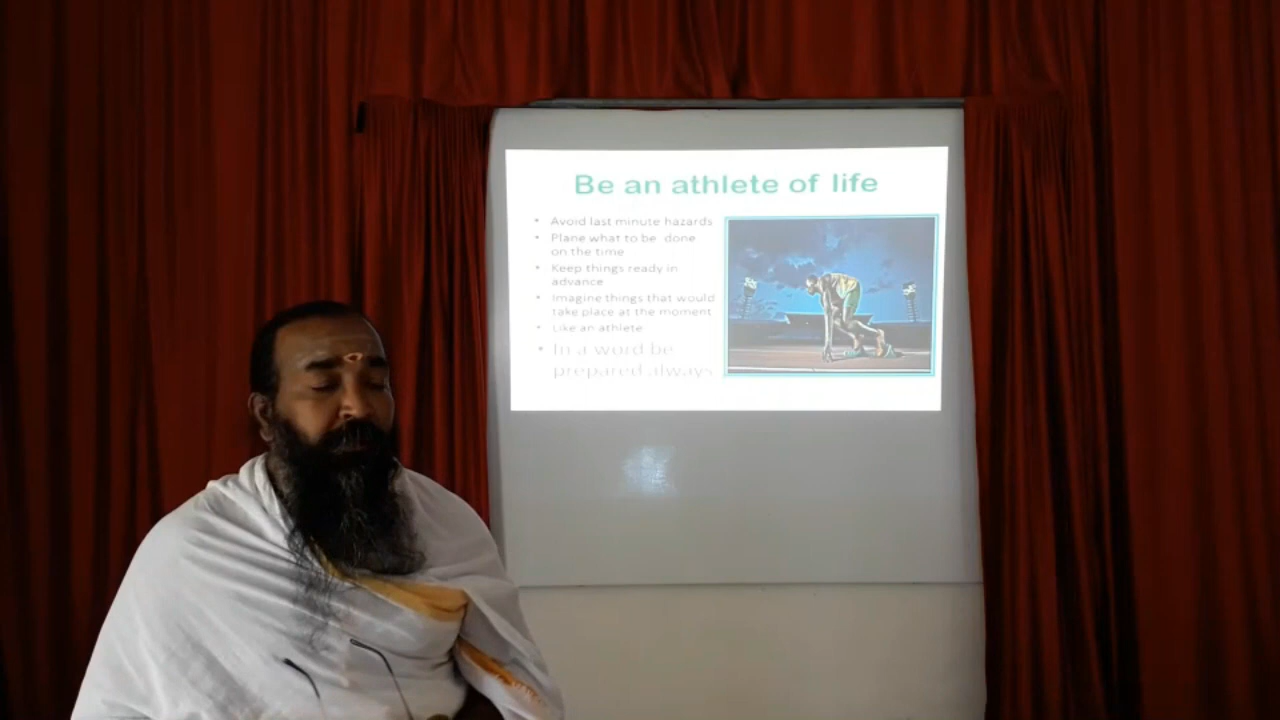 Be an athlete of life
• Avoid last minute hazards
• Plane what to be done
on the time
• Keep things ready in
advance
• Imagine things that would
take place at the moment
• Like an athlete
• In a word be
prepared always